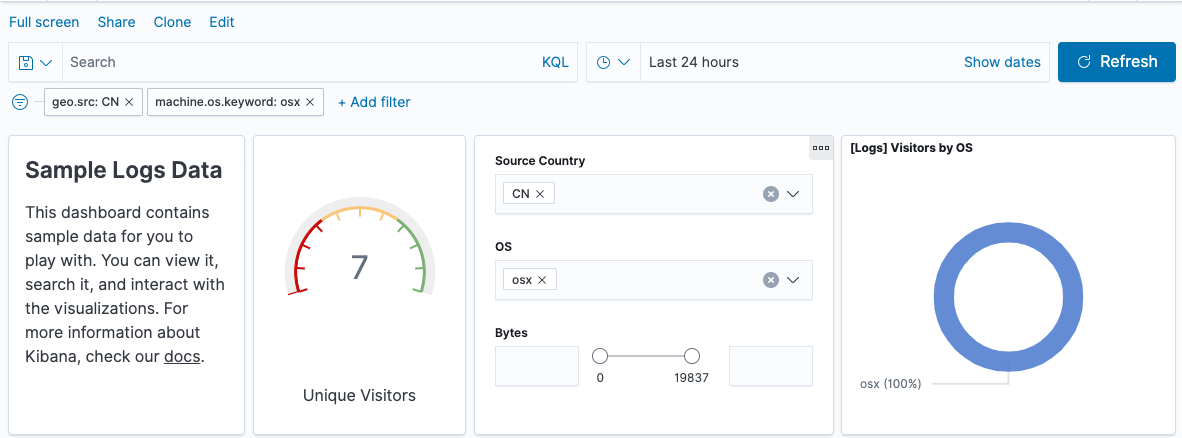 Full screen Share Clone Edit
Search KQL Last 24 hours Show dates Refresh
geo.src: CN machine.os.keyword: osx + Add filter
Sample Logs Data
This dashboard contains
sample data for you to
play with. You can view it,
search it, and interact with
the visualizations. For
more information about
Kibana, check our docs.
7
Unique Visitors
Source Country
CN
OS
osx
Bytes
0 19837
[Logs] Visitors by OS
osx (100%)